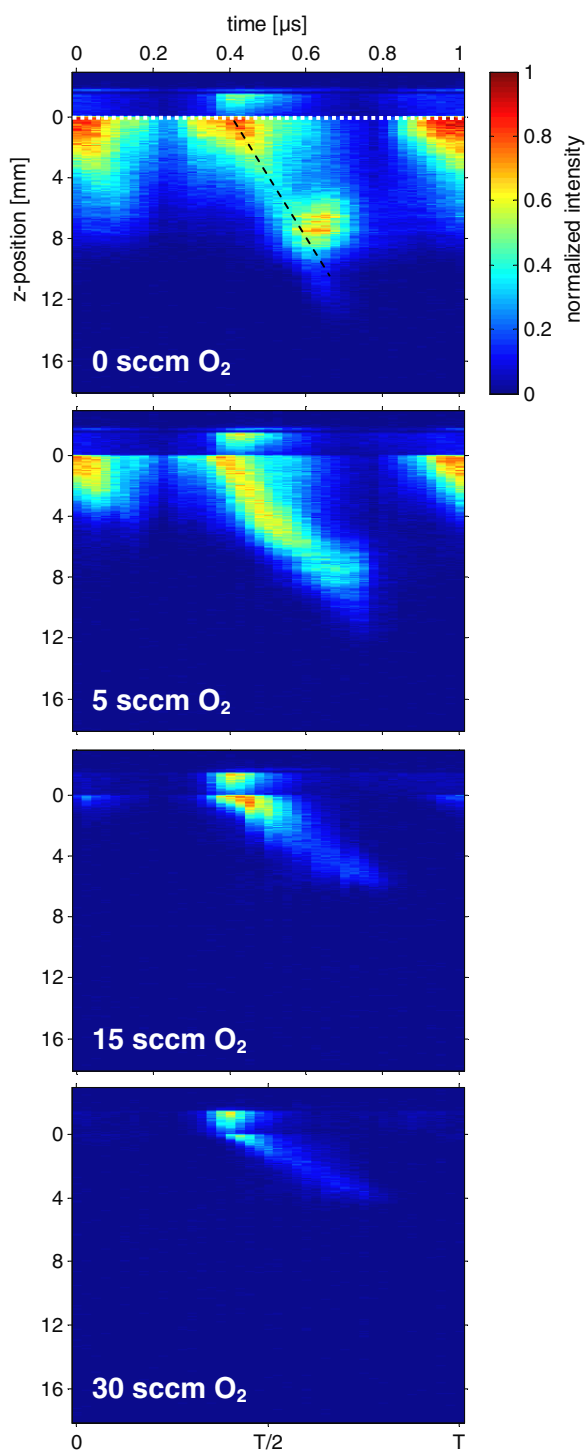 time [µs]
0 0.2 0.4 0.6 0.8 1
z-position [mm]
0
4
8
12
16
0 sccm O₂
1
0.8
0.6
0.4
0.2
0
normalized intensity
0
4
8
12
16
5 sccm O₂
0
4
8
12
16
15 sccm O₂
0
4
8
12
16
30 sccm O₂
0 T/2 T